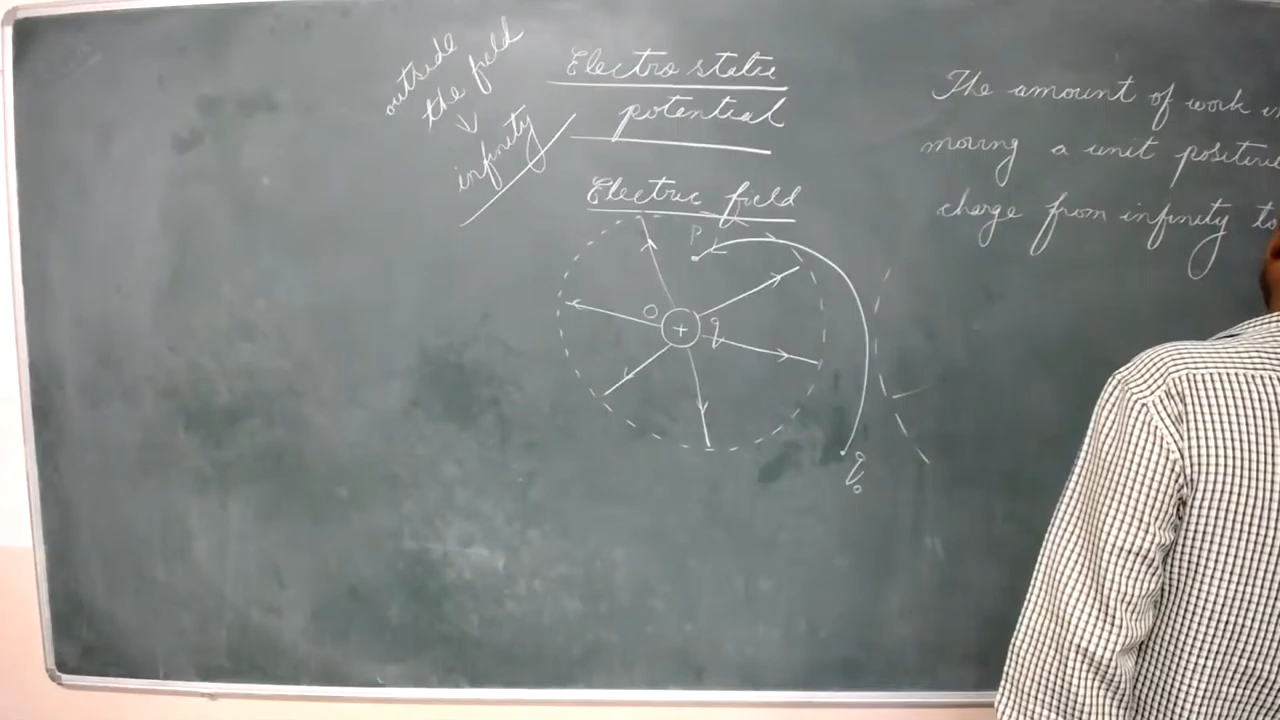 outside
the field
infinity
Electro static
potential
Electric field
P
O
+
q
q₀
The amount of work
moving a unit positive
charge from infinity to